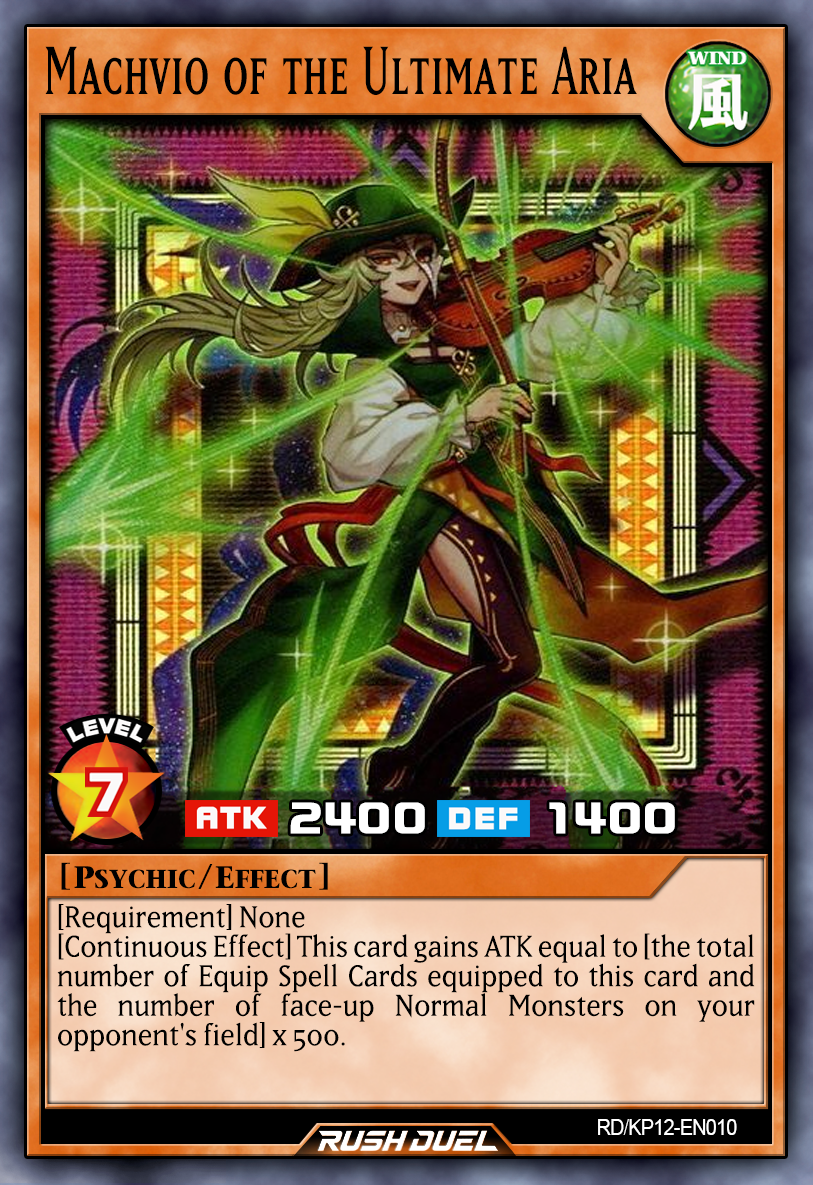 Machvio of the Ultimate Aria
WIND
風
LEVEL
7
ATK 2400 DEF 1400
[Psychic/Effect]
[Requirement] None
[Continuous Effect] This card gains ATK equal to [the total
number of Equip Spell Cards equipped to this card and
the number of face-up Normal Monsters on your
opponent's field] x 500.
RUSH DUEL
RD/KP12-EN010